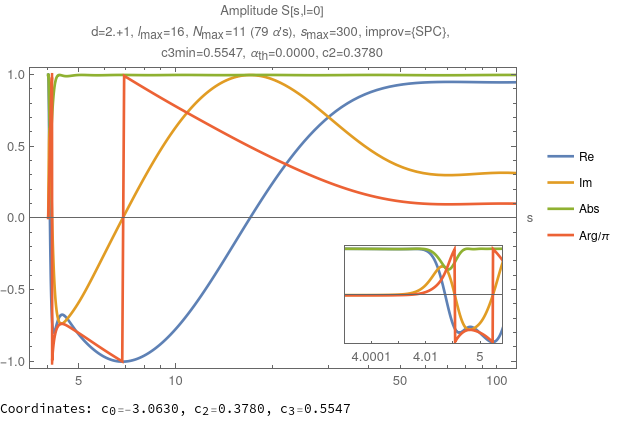 Amplitude S[s,l=0]
d=2.+1, lmax=16, Nmax=11 (79 α's), smax=300, improv={SPC},
c3min=0.5547, αth=0.0000, c2=0.3780
1.0
0.5
0.0
-0.5
-1.0
s
Re
Im
Abs
Arg/π
4.0001 4.01 5
5 10 50 100
Coordinates: c0=-3.0630, c2=0.3780, c3=0.5547